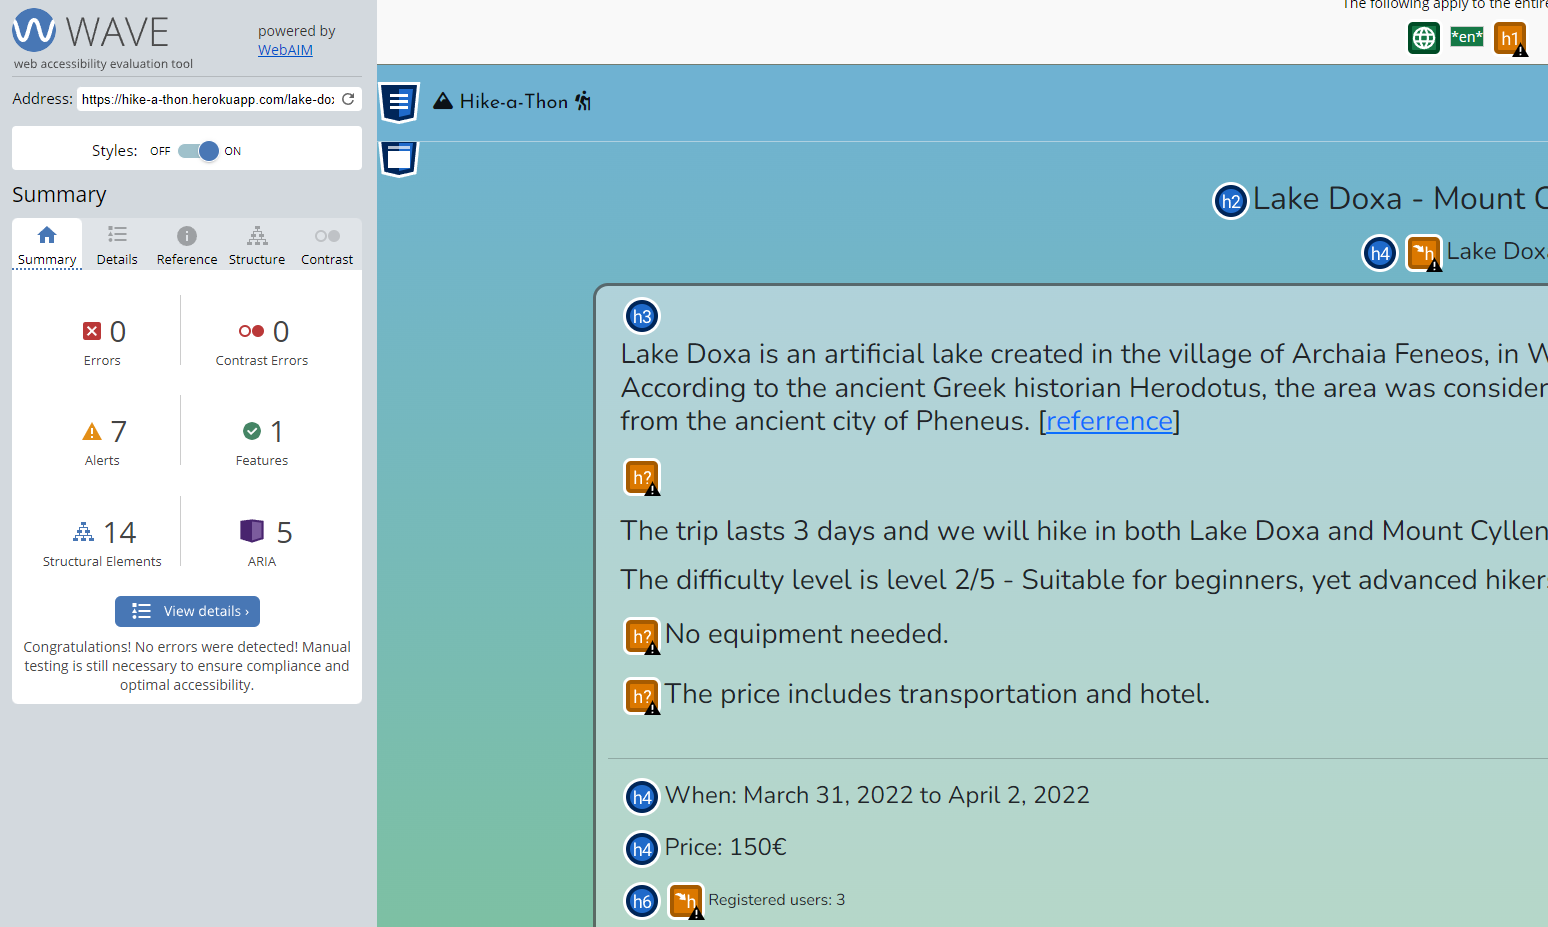 WAVE
web accessibility evaluation tool
powered by
WebAIM
Address: https://hike-a-thon.herokuapp.com/lake-do
Styles: OFF ON
Summary
Summary Details Reference Structure Contrast
0 0
Errors Contrast Errors
7 1
Alerts Features
14 5
Structural Elements ARIA
View details ›
Congratulations! No errors were detected! Manual
testing is still necessary to ensure compliance and
optimal accessibility.
The following apply to the entire
*en* h1
Hike-a-Thon
h2 Lake Doxa - Mount C
h4 h Lake Dox
h3
Lake Doxa is an artificial lake created in the village of Archaia Feneos, in W
According to the ancient Greek historian Herodotus, the area was consider
from the ancient city of Pheneus. [referrence]
h?
The trip lasts 3 days and we will hike in both Lake Doxa and Mount Cyllen
The difficulty level is level 2/5 - Suitable for beginners, yet advanced hikers
h? No equipment needed.
h? The price includes transportation and hotel.
h4 When: March 31, 2022 to April 2, 2022
h4 Price: 150€
h6 h Registered users: 3